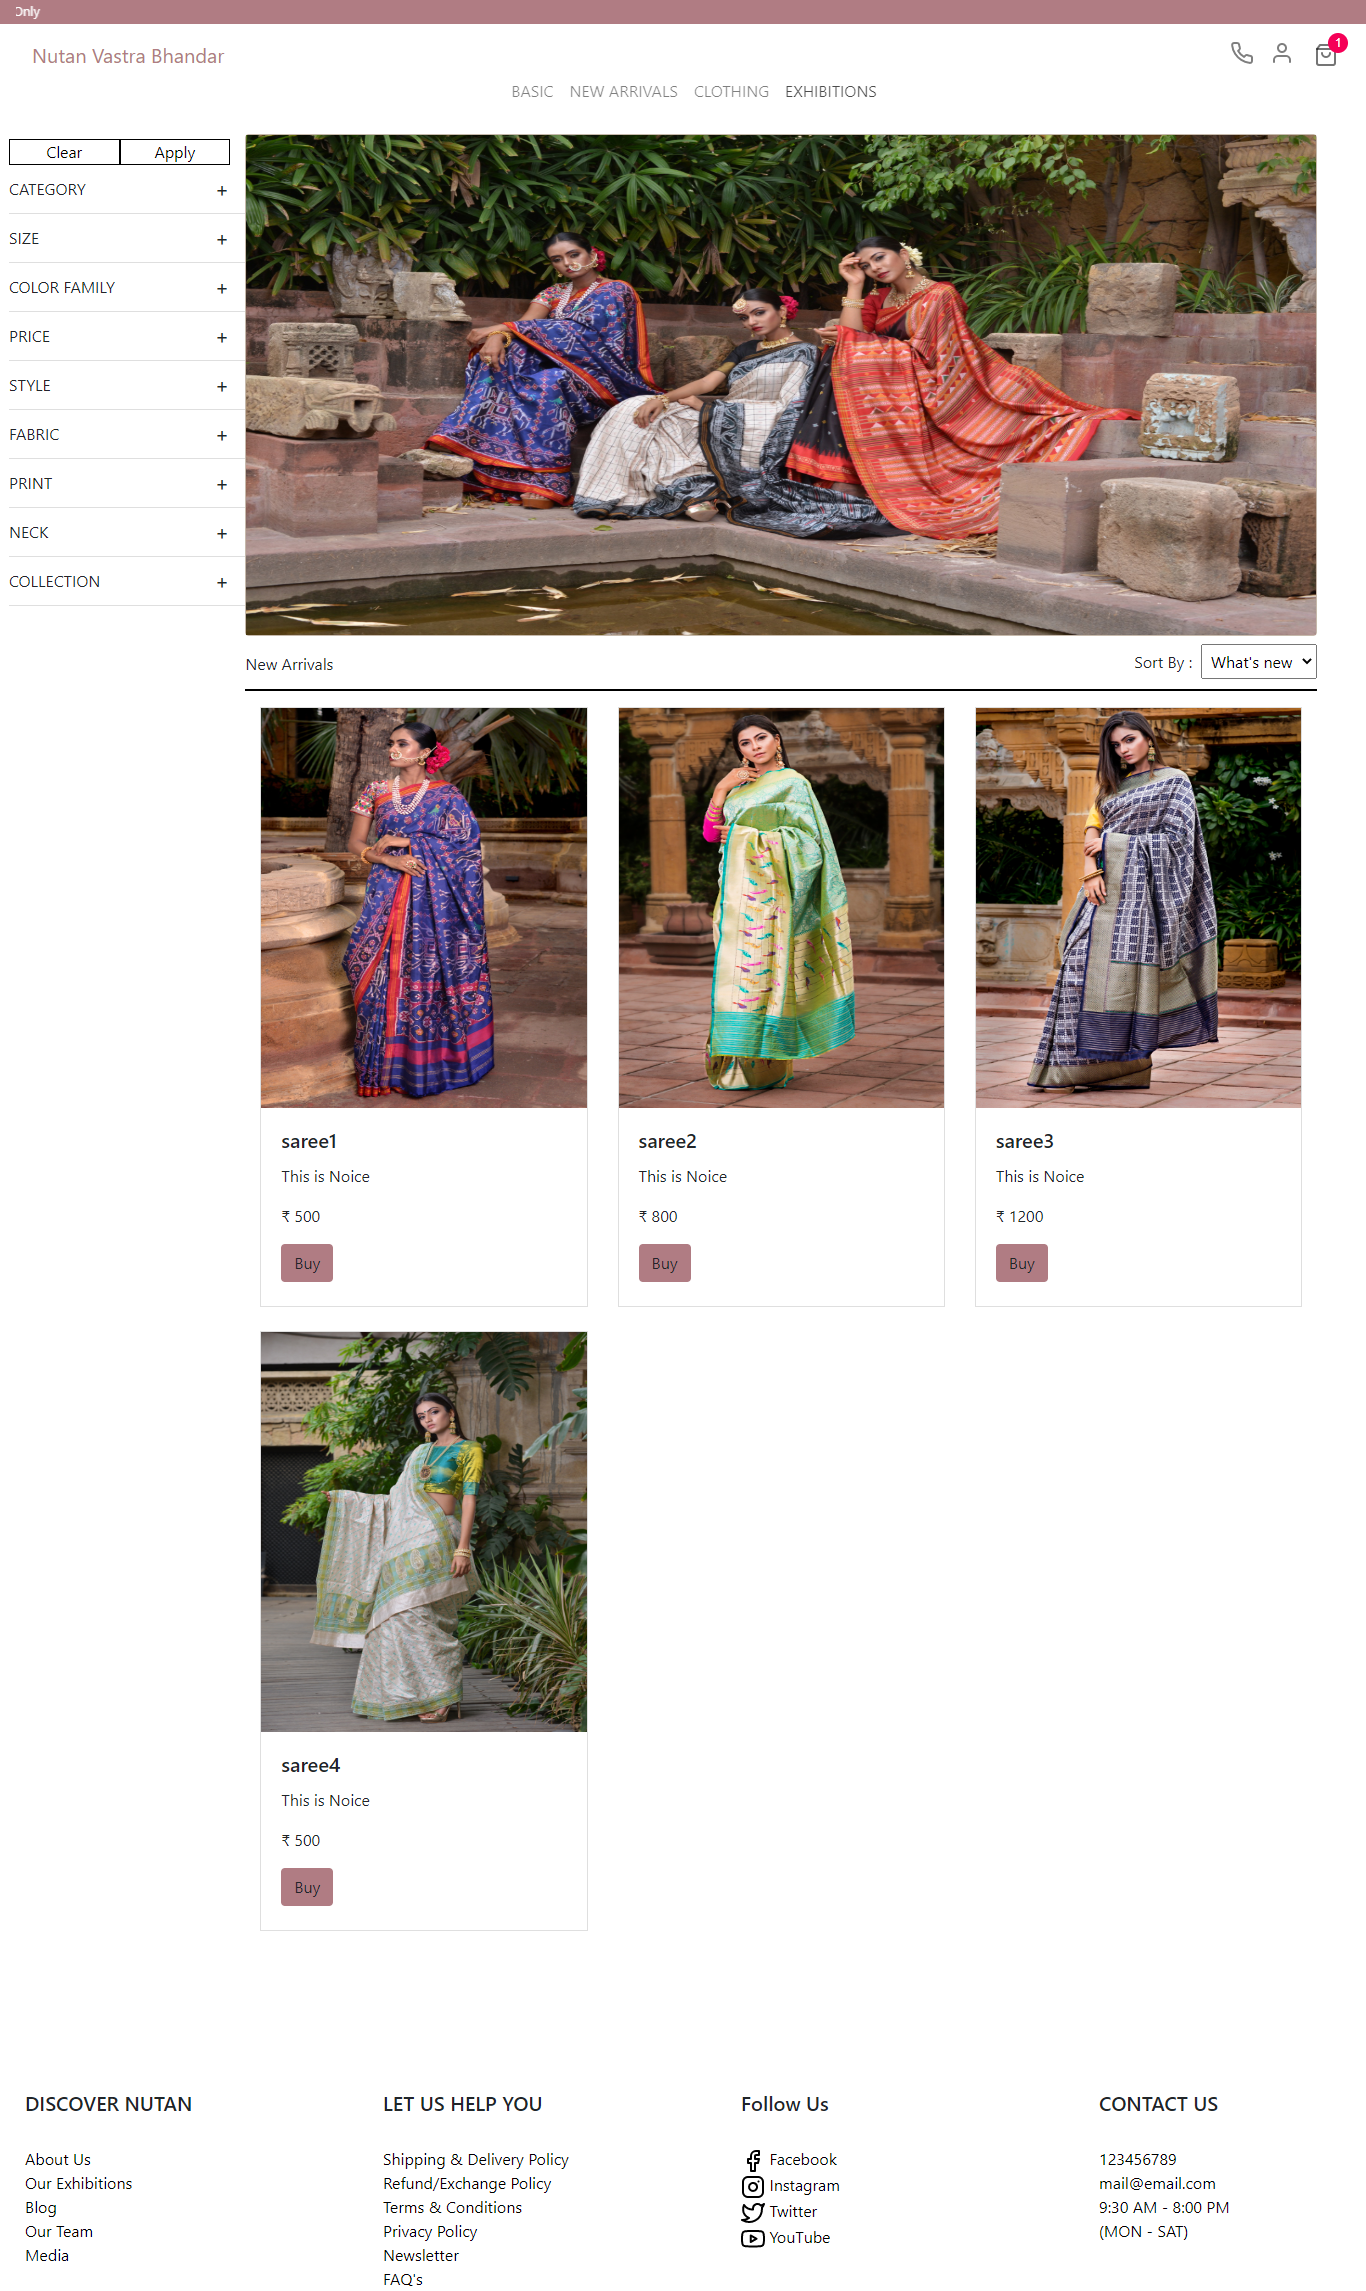 Only
Nutan Vastra Bhandar
1
BASIC NEW ARRIVALS CLOTHING EXHIBITIONS
Clear Apply
CATEGORY +
SIZE +
COLOR FAMILY +
PRICE +
STYLE +
FABRIC +
PRINT +
NECK +
COLLECTION +
New Arrivals
Sort By : What's new
saree1
This is Noice
₹ 500
Buy
saree2
This is Noice
₹ 800
Buy
saree3
This is Noice
₹ 1200
Buy
saree4
This is Noice
₹ 500
Buy
DISCOVER NUTAN
About Us
Our Exhibitions
Blog
Our Team
Media
LET US HELP YOU
Shipping & Delivery Policy
Refund/Exchange Policy
Terms & Conditions
Privacy Policy
Newsletter
FAQ's
Follow Us
Facebook
Instagram
Twitter
YouTube
CONTACT US
123456789
mail@email.com
9:30 AM - 8:00 PM
(MON - SAT)